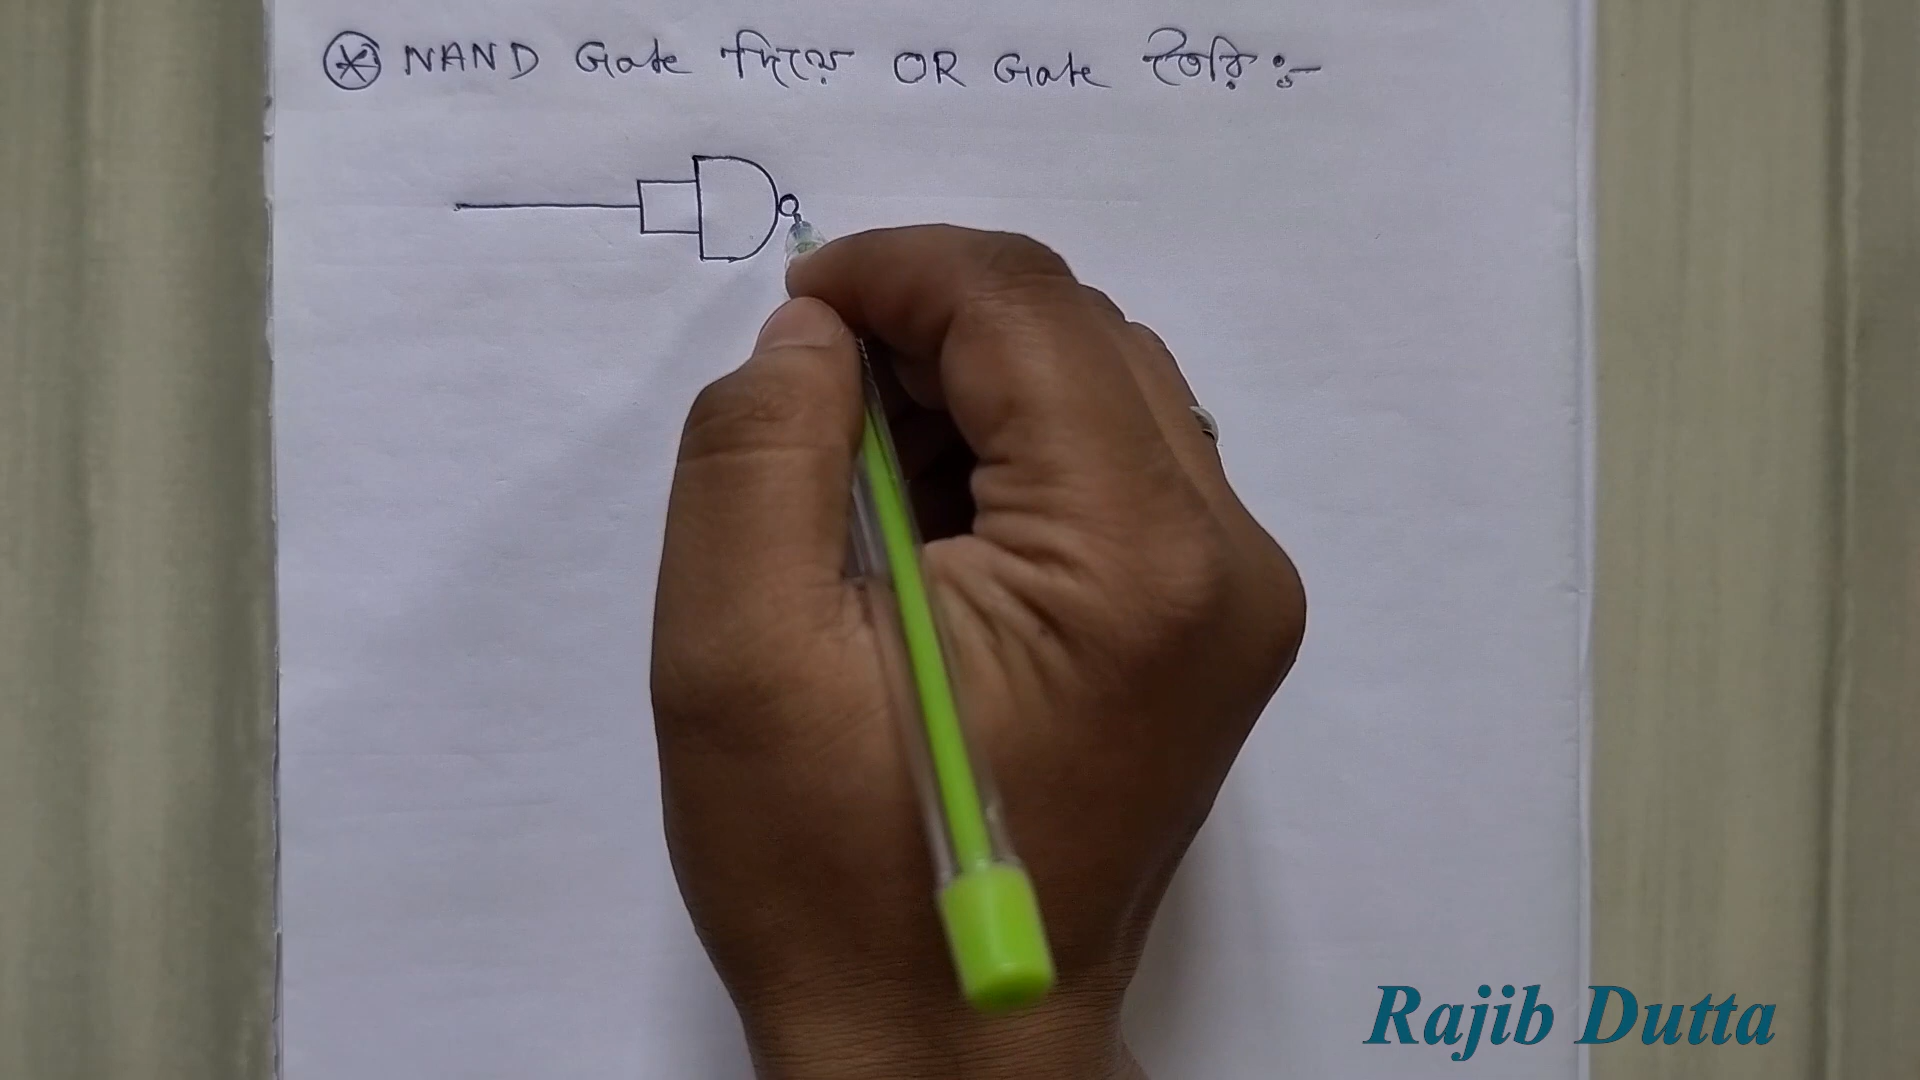 ⊛ NAND Gate দিয়ে OR Gate তৈরি :-
Rajib Dutta